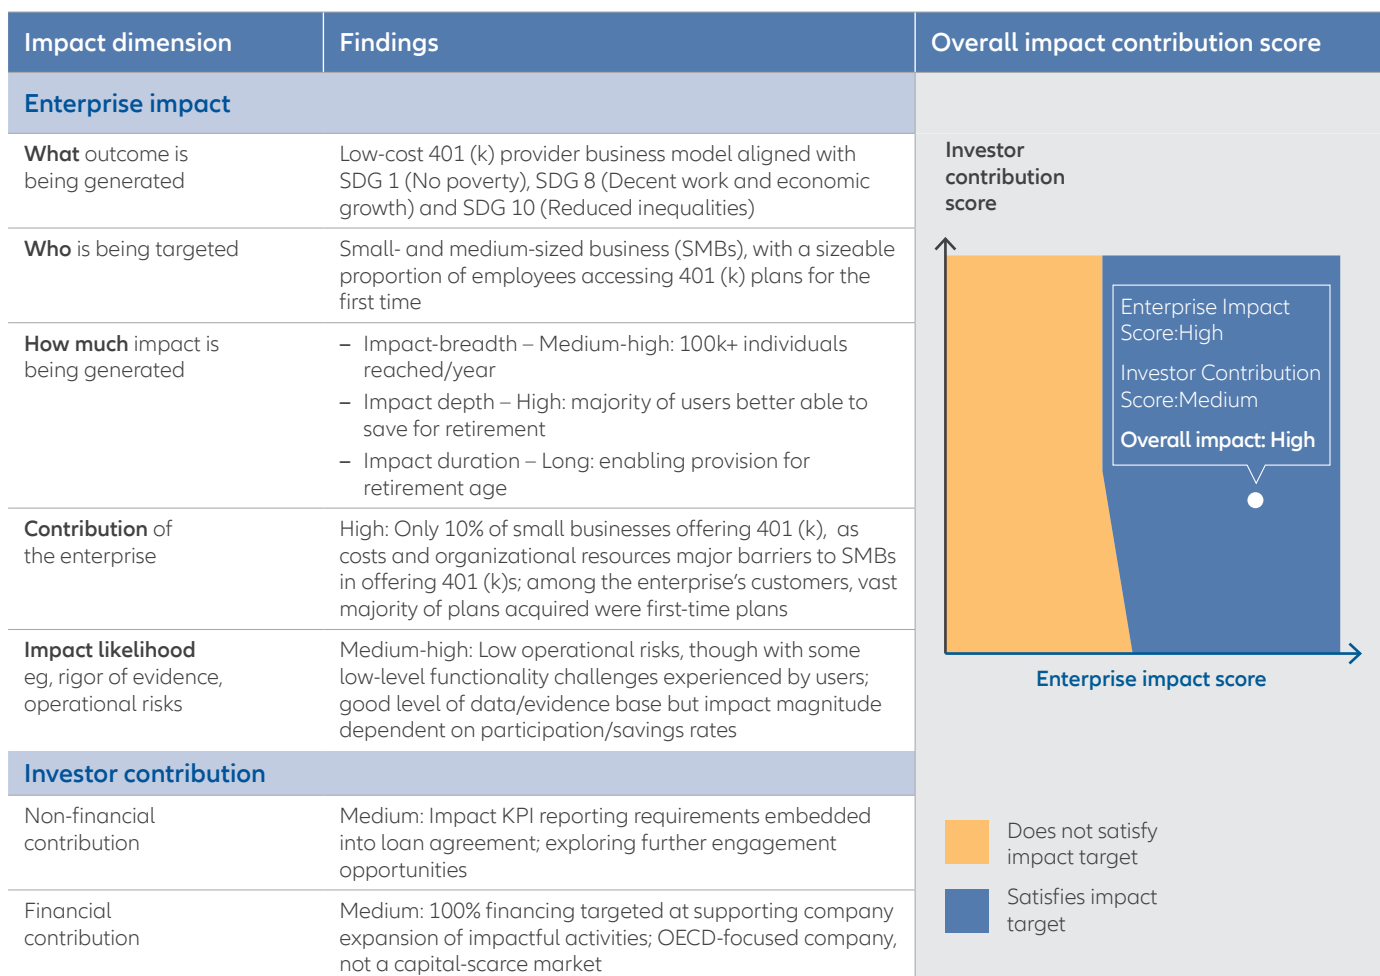 Impact dimension
Findings
Overall impact contribution score
Enterprise impact
What outcome is
being generated
Low-cost 401 (k) provider business model aligned with
SDG 1 (No poverty), SDG 8 (Decent work and economic
growth) and SDG 10 (Reduced inequalities)
Who is being targeted
Small- and medium-sized business (SMBs), with a sizeable
proportion of employees accessing 401 (k) plans for the
first time
How much impact is
being generated
– Impact-breadth – Medium-high: 100k+ individuals
reached/year
– Impact depth – High: majority of users better able to
save for retirement
– Impact duration – Long: enabling provision for
retirement age
Contribution of
the enterprise
High: Only 10% of small businesses offering 401 (k), as
costs and organizational resources major barriers to SMBs
in offering 401 (k)s; among the enterprise's customers, vast
majority of plans acquired were first-time plans
Impact likelihood
eg, rigor of evidence,
operational risks
Medium-high: Low operational risks, though with some
low-level functionality challenges experienced by users;
good level of data/evidence base but impact magnitude
dependent on participation/savings rates
Investor contribution
Non-financial
contribution
Medium: Impact KPI reporting requirements embedded
into loan agreement; exploring further engagement
opportunities
Financial
contribution
Medium: 100% financing targeted at supporting company
expansion of impactful activities; OECD-focused company,
not a capital-scarce market
Investor
contribution
score
Enterprise Impact
Score:High
Investor Contribution
Score:Medium
Overall impact: High
Enterprise impact score
Does not satisfy
impact target
Satisfies impact
target